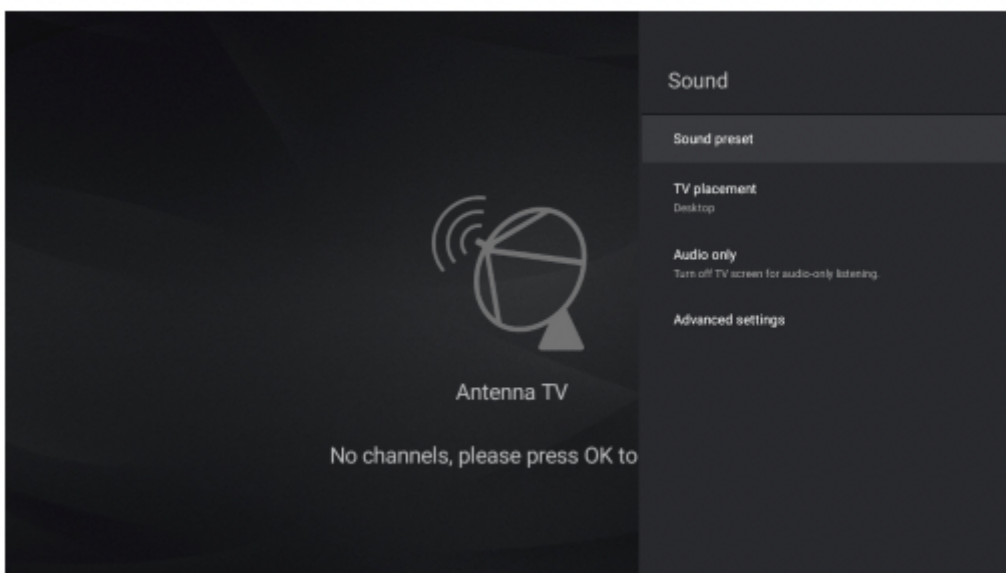 Sound
Sound preset
TV placement
Desktop
Audio only
Turn off TV screen for audio-only listening.
Advanced settings
Antenna TV
No channels, please press OK to